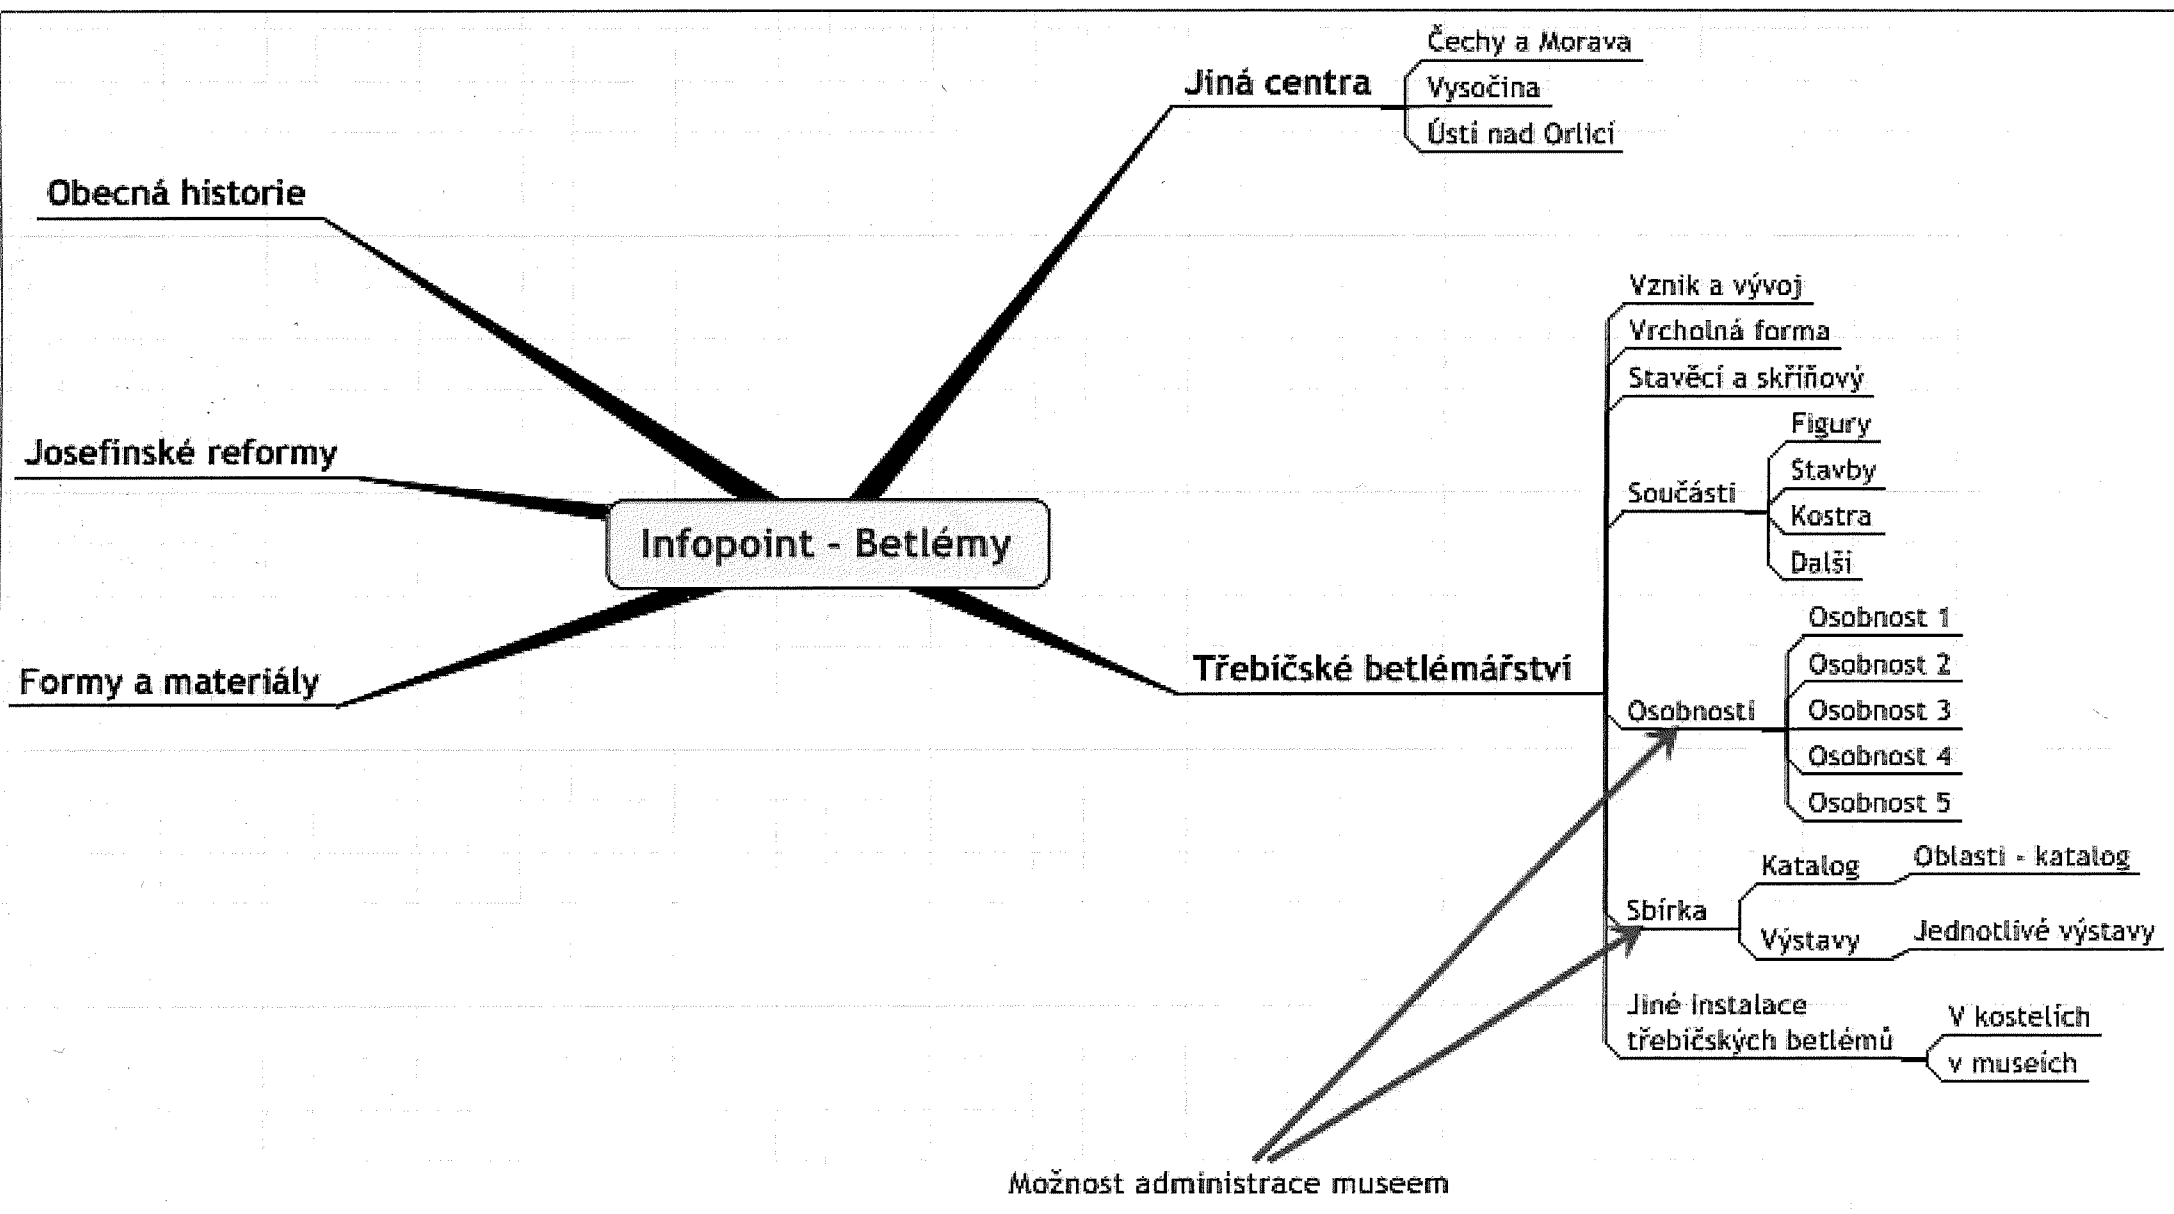 Čechy a Morava
Jiná centra
Vysočina
Ústí nad Orlicí
Obecná historie
Josefínské reformy
Infopoint - Betlémy
Formy a materiály
Třebíčské betlémářství
Vznik a vývoj
Vrcholná forma
Stavěcí a skříňový
Součásti
Figury
Stavby
Kostra
Další
Osobnosti
Osobnost 1
Osobnost 2
Osobnost 3
Osobnost 4
Osobnost 5
Sbírka
Katalog
Oblasti - katalog
Výstavy
Jednotlivé výstavy
Jiné instalace
třebíčských betlémů
V kostelích
v museích
Možnost administrace museem